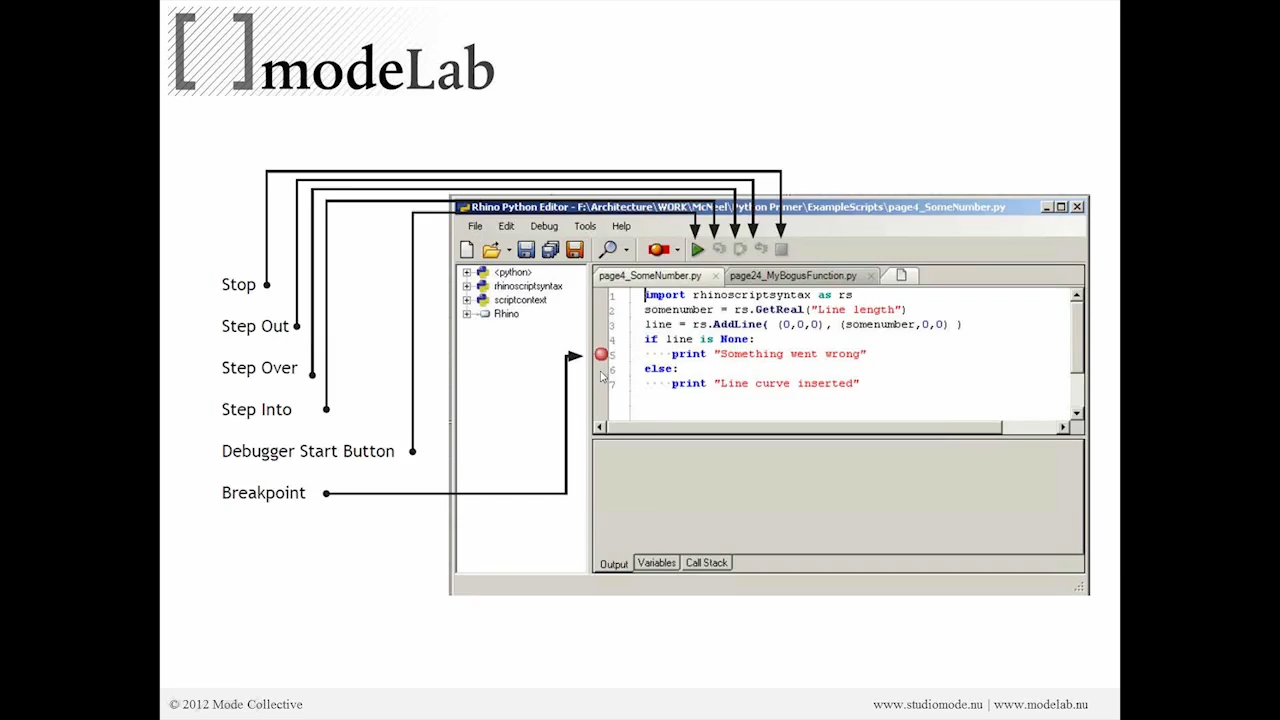 [ ] modeLab
Rhino Python Editor - F:\Architecture\WORK\McNeel\Python Primer\ExampleScripts\page4_SomeNumber.py
File Edit Debug Tools Help
Stop
Step Out
Step Over
Step Into
Debugger Start Button
Breakpoint
<python>
rhinoscriptsyntax
scriptcontext
Rhino
page4_SomeNumber.py page24_MyBogusFunction.py
1 import rhinoscriptsyntax as rs
2 somenumber = rs.GetReal("Line length")
3 line = rs.AddLine( (0,0,0), (somenumber,0,0) )
4 if line is None:
5 ····print "Something went wrong"
6 else:
7 ····print "Line curve inserted"
Output Variables Call Stack
© 2012 Mode Collective
www.studiomode.nu | www.modelab.nu